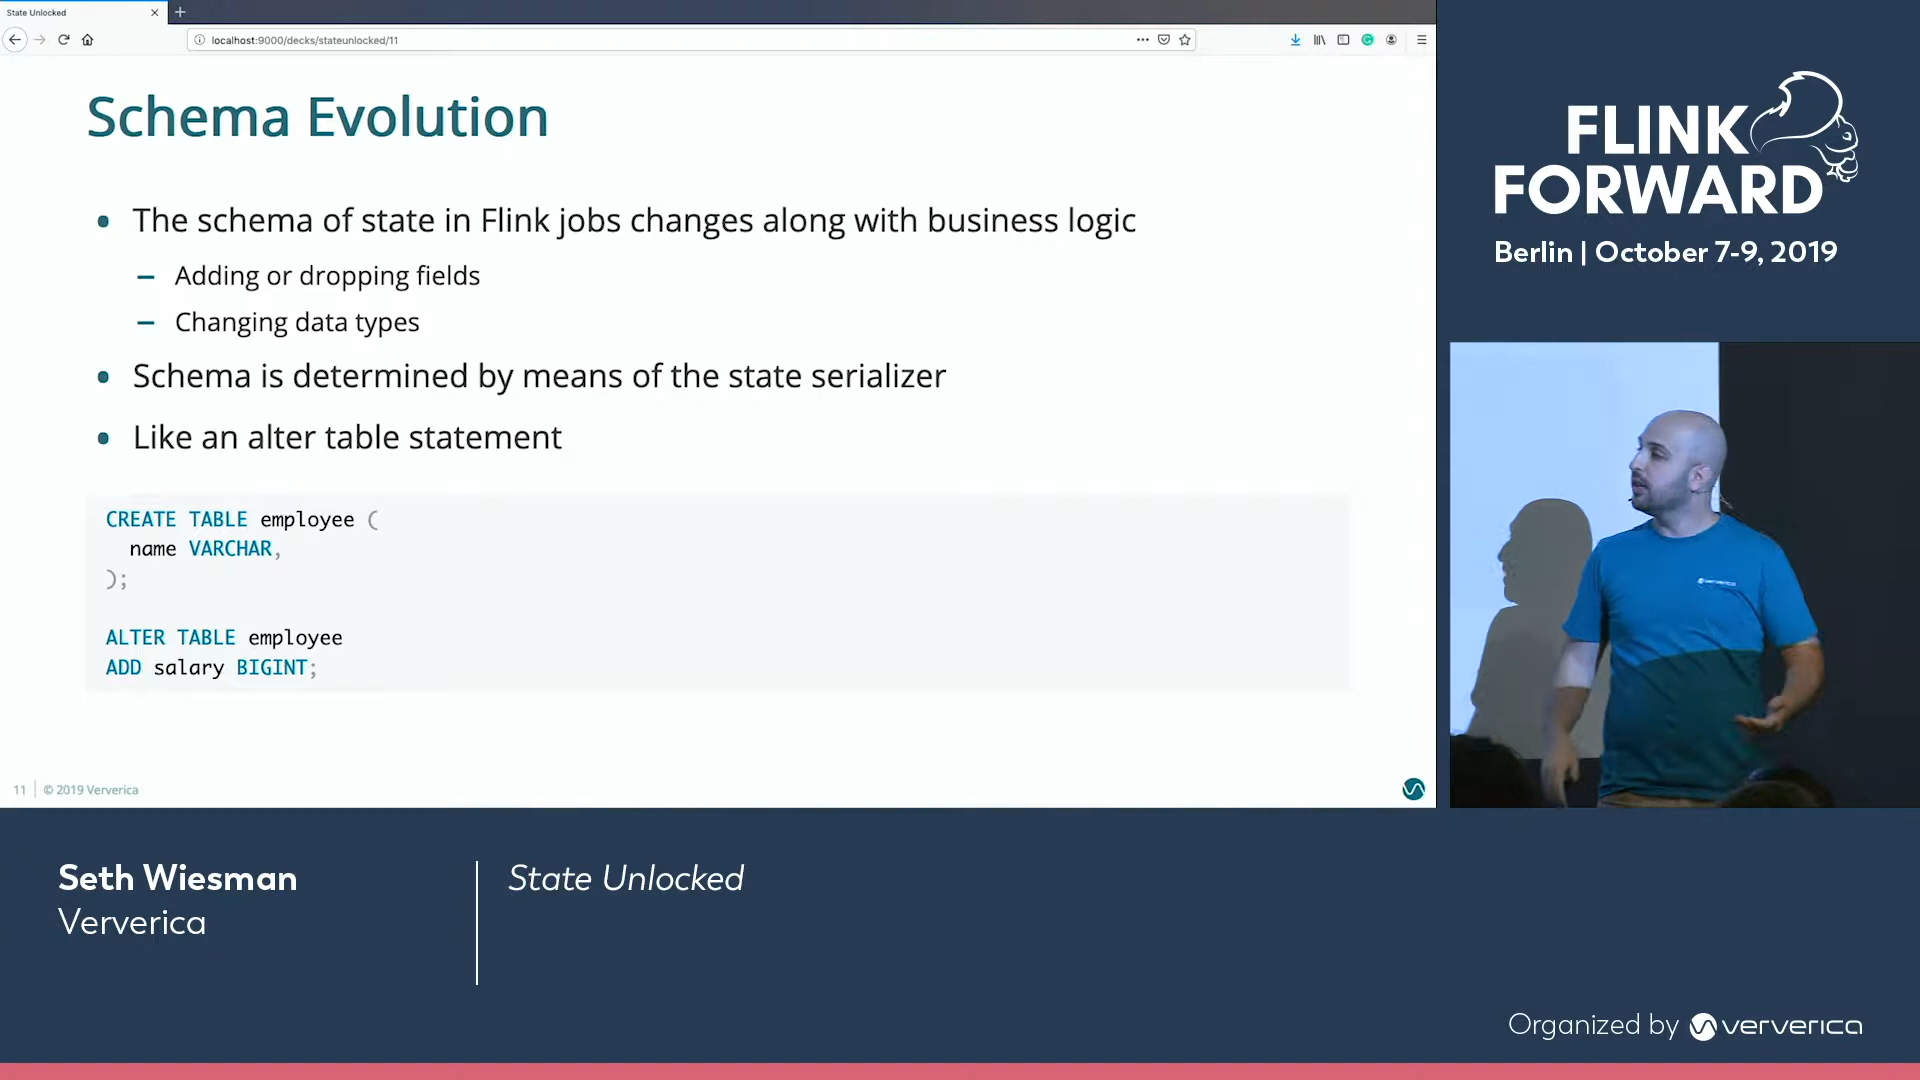 State Unlocked
localhost:9000/decks/stateunlocked/11
Schema Evolution
• The schema of state in Flink jobs changes along with business logic
– Adding or dropping fields
– Changing data types
• Schema is determined by means of the state serializer
• Like an alter table statement
CREATE TABLE employee (
name VARCHAR,
);
ALTER TABLE employee
ADD salary BIGINT;
11 | © 2019 Ververica
FLINK
FORWARD
Berlin | October 7-9, 2019
Seth Wiesman
Ververica
State Unlocked
Organized by ververica